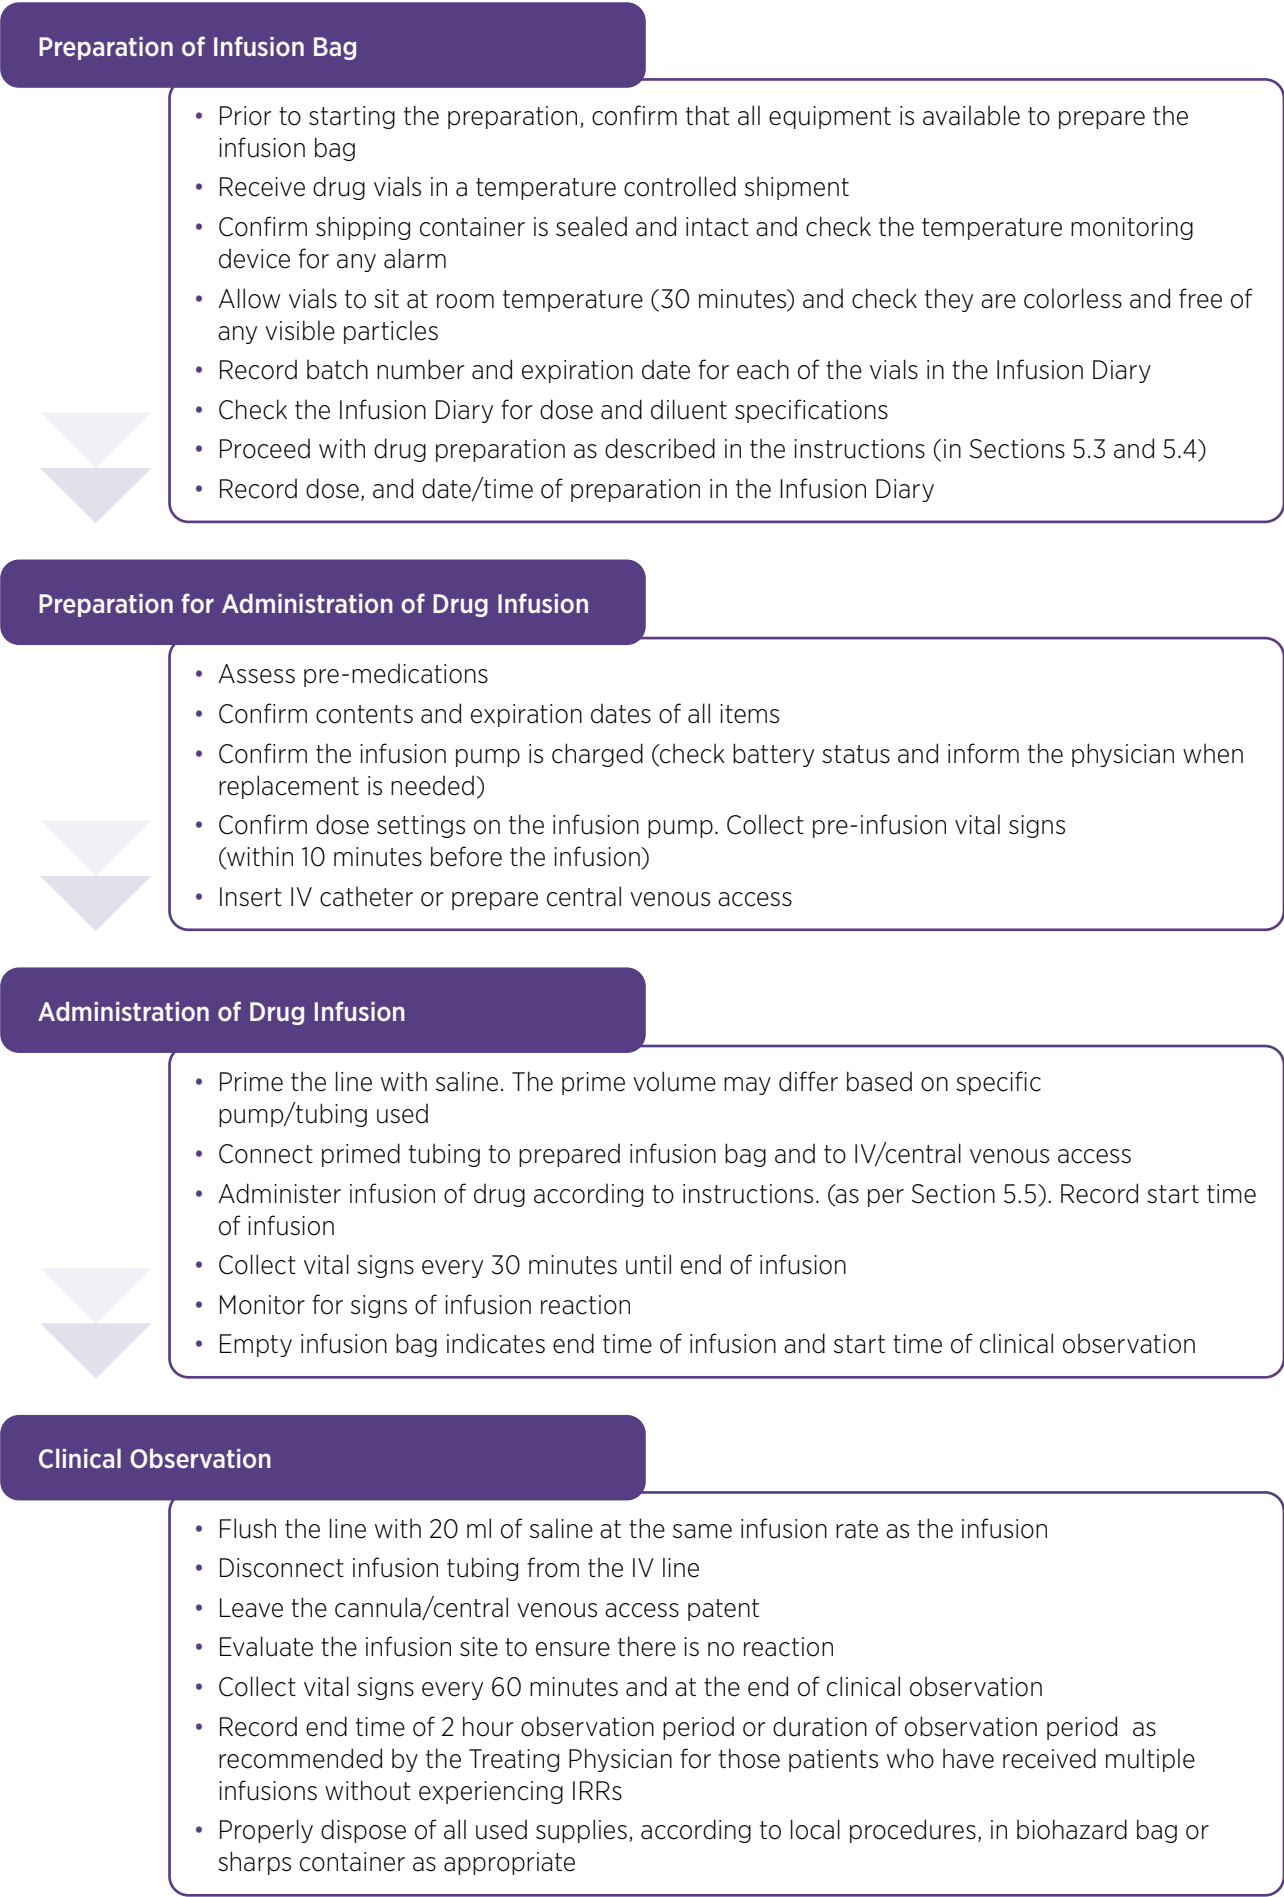 Preparation of Infusion Bag
• Prior to starting the preparation, confirm that all equipment is available to prepare the
infusion bag
• Receive drug vials in a temperature controlled shipment
• Confirm shipping container is sealed and intact and check the temperature monitoring
device for any alarm
• Allow vials to sit at room temperature (30 minutes) and check they are colorless and free of
any visible particles
• Record batch number and expiration date for each of the vials in the Infusion Diary
• Check the Infusion Diary for dose and diluent specifications
• Proceed with drug preparation as described in the instructions (in Sections 5.3 and 5.4)
• Record dose, and date/time of preparation in the Infusion Diary
Preparation for Administration of Drug Infusion
• Assess pre-medications
• Confirm contents and expiration dates of all items
• Confirm the infusion pump is charged (check battery status and inform the physician when
replacement is needed)
• Confirm dose settings on the infusion pump. Collect pre-infusion vital signs
(within 10 minutes before the infusion)
• Insert IV catheter or prepare central venous access
Administration of Drug Infusion
• Prime the line with saline. The prime volume may differ based on specific
pump/tubing used
• Connect primed tubing to prepared infusion bag and to IV/central venous access
• Administer infusion of drug according to instructions. (as per Section 5.5). Record start time
of infusion
• Collect vital signs every 30 minutes until end of infusion
• Monitor for signs of infusion reaction
• Empty infusion bag indicates end time of infusion and start time of clinical observation
Clinical Observation
• Flush the line with 20 ml of saline at the same infusion rate as the infusion
• Disconnect infusion tubing from the IV line
• Leave the cannula/central venous access patent
• Evaluate the infusion site to ensure there is no reaction
• Collect vital signs every 60 minutes and at the end of clinical observation
• Record end time of 2 hour observation period or duration of observation period as
recommended by the Treating Physician for those patients who have received multiple
infusions without experiencing IRRs
• Properly dispose of all used supplies, according to local procedures, in biohazard bag or
sharps container as appropriate